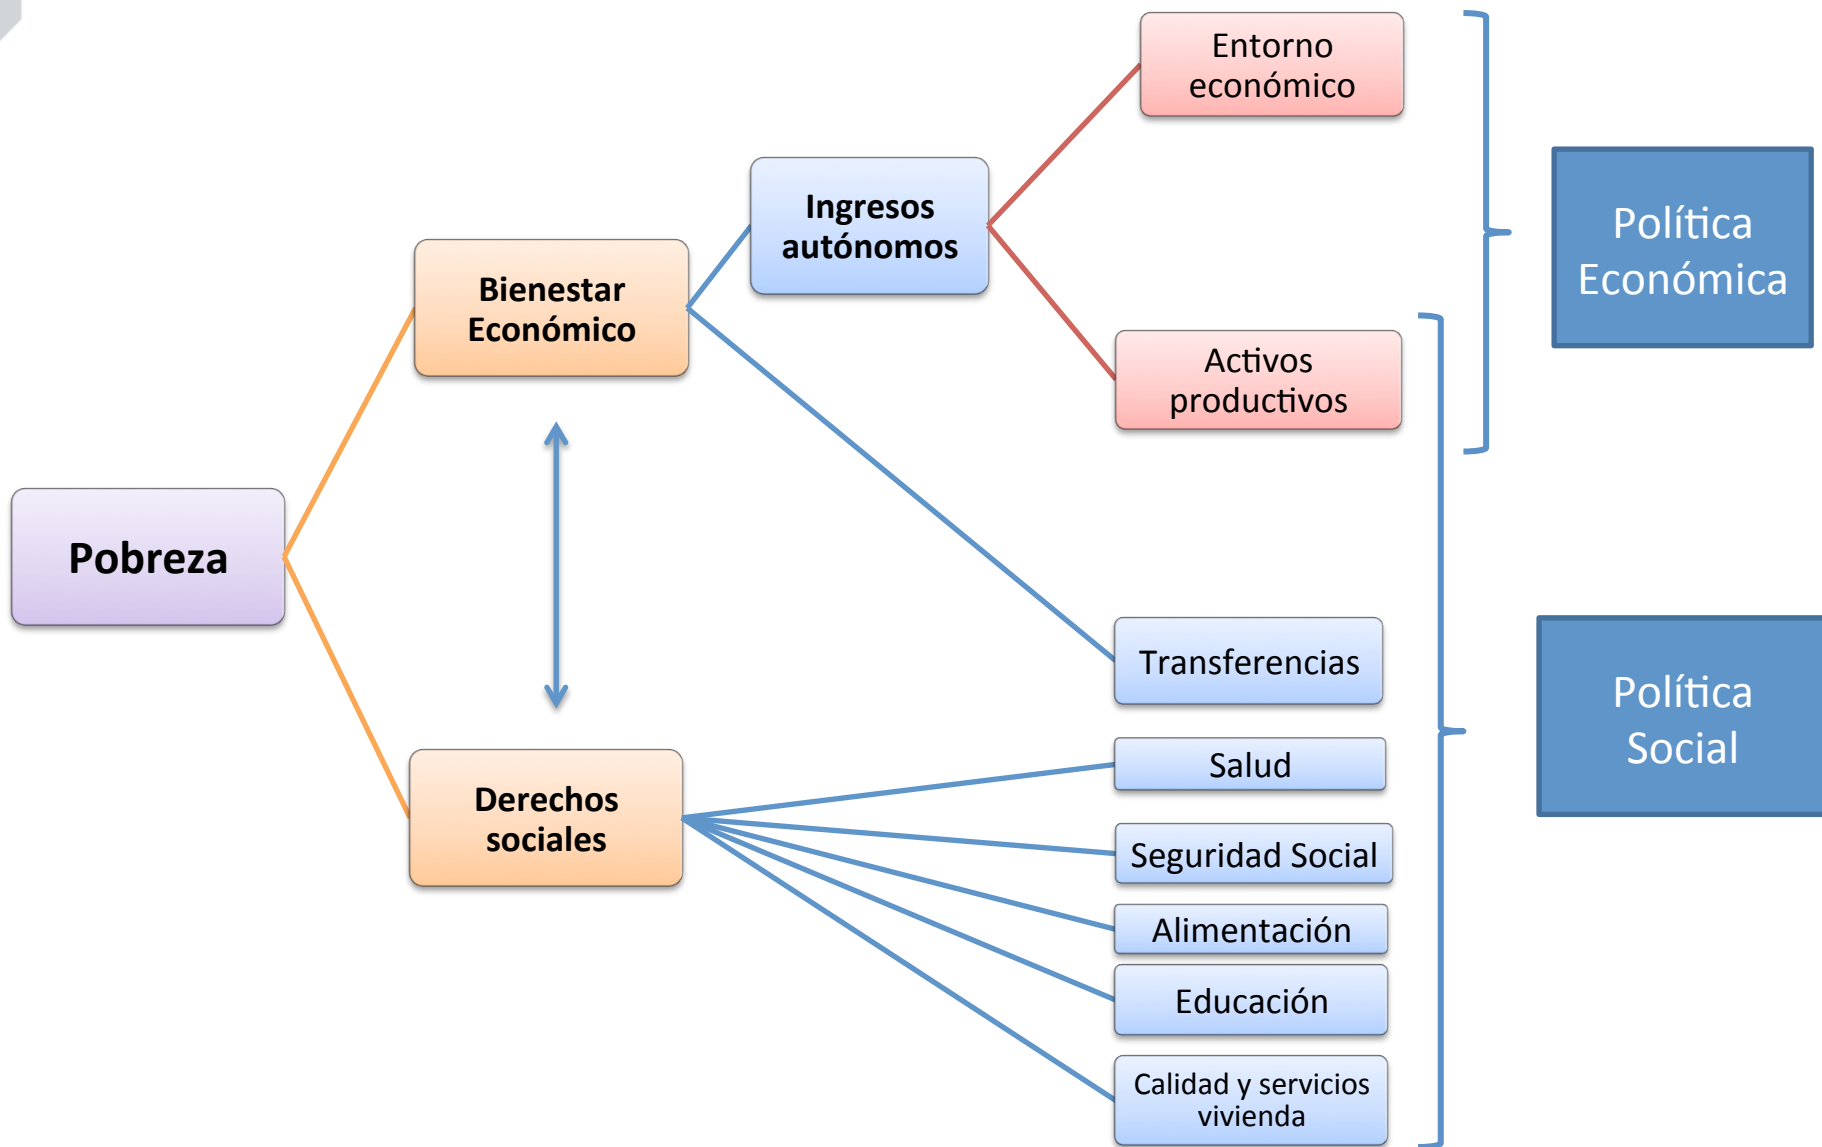 Pobreza
Bienestar
Económico
Derechos
sociales
Ingresos
autónomos
Entorno
económico
Activos
productivos
Transferencias
Salud
Seguridad Social
Alimentación
Educación
Calidad y servicios
vivienda
Política
Económica
Política
Social